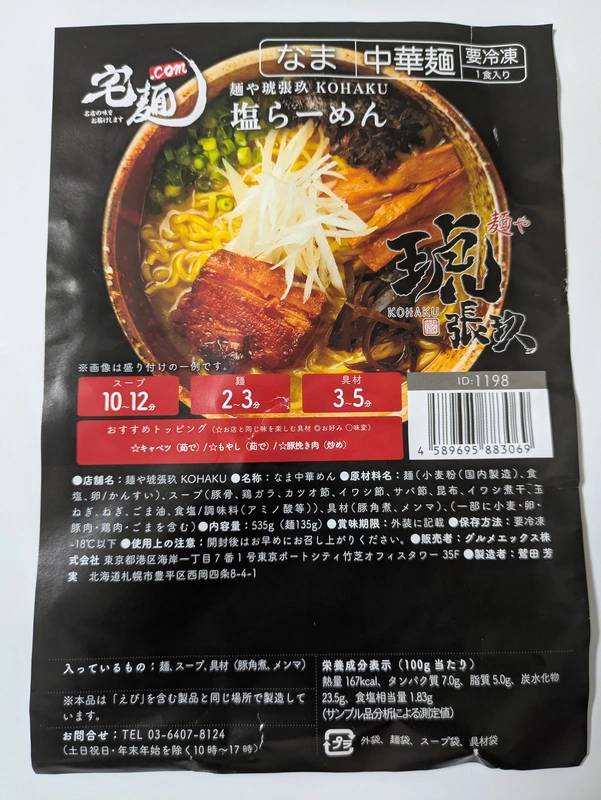 なま 中華麺 要冷凍 1食入り
宅麺.com
名店の味を
お届けします
麺や琥張玖 KOHAKU
塩らーめん
麺や
琥張玖
KOHAKU
※画像は盛り付けの一例です。
スープ 10~12分
麺 2~3分
具材 3~5分
おすすめトッピング (☆お店と同じ味を楽しむ具材 ◎お好み ○味変)
☆キャベツ(茹で)/☆もやし(茹で)/☆豚挽き肉(炒め)
ID:1198
4 589695 883069
●店舗名:麺や琥張玖 KOHAKU ●名称:なま中華めん ●原材料名:麺(小麦粉(国内製造)、食
塩、卵/かんすい)、スープ(豚骨、鶏ガラ、カツオ節、イワシ節、サバ節、昆布、イワシ煮干、玉
ねぎ、ねぎ、ごま油、食塩/調味料(アミノ酸等))、具材(豚角煮、メンマ)、(一部に小麦・卵・
豚肉・鶏肉・ごまを含む)●内容量:535g(麺135g)●賞味期限:外装に記載 ●保存方法:要冷凍
-18℃以下 ●使用上の注意:開封後はお早めにお召し上がりください。●販売者:グルメエックス株
式会社 東京都港区海岸一丁目7番1号東京ポートシティ竹芝オフィスタワー 35F ●製造者:鷲田 芳
実 北海道札幌市豊平区西岡四条8-4-1
入っているもの:麺、スープ、具材(豚角煮、メンマ)
※本品は「えび」を含む製品と同じ場所で製造して
います。
お問合せ:TEL 03-6407-8124
(土日祝日・年末年始を除く10時~17時)
栄養成分表示(100g当たり)
熱量 167kcal、タンパク質 7.0g、脂質 5.0g、炭水化物
23.5g、食塩相当量 1.83g
(サンプル品分析による測定値)
プラ 外袋、麺袋、スープ袋、具材袋